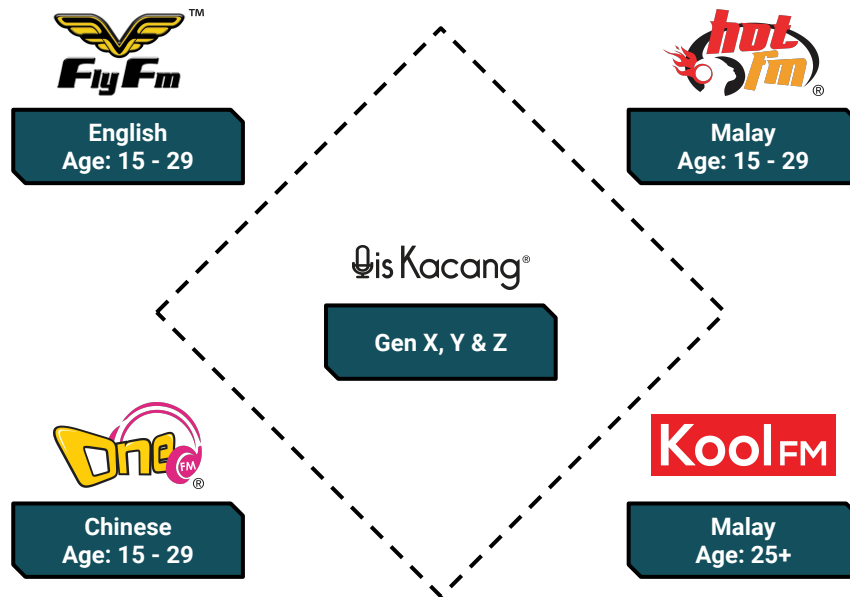 FlyFm™
English
Age: 15 - 29
hot
fm®
Malay
Age: 15 - 29
ais Kacang®
Gen X, Y & Z
One
FM®
Chinese
Age: 15 - 29
Kool FM
Malay
Age: 25+